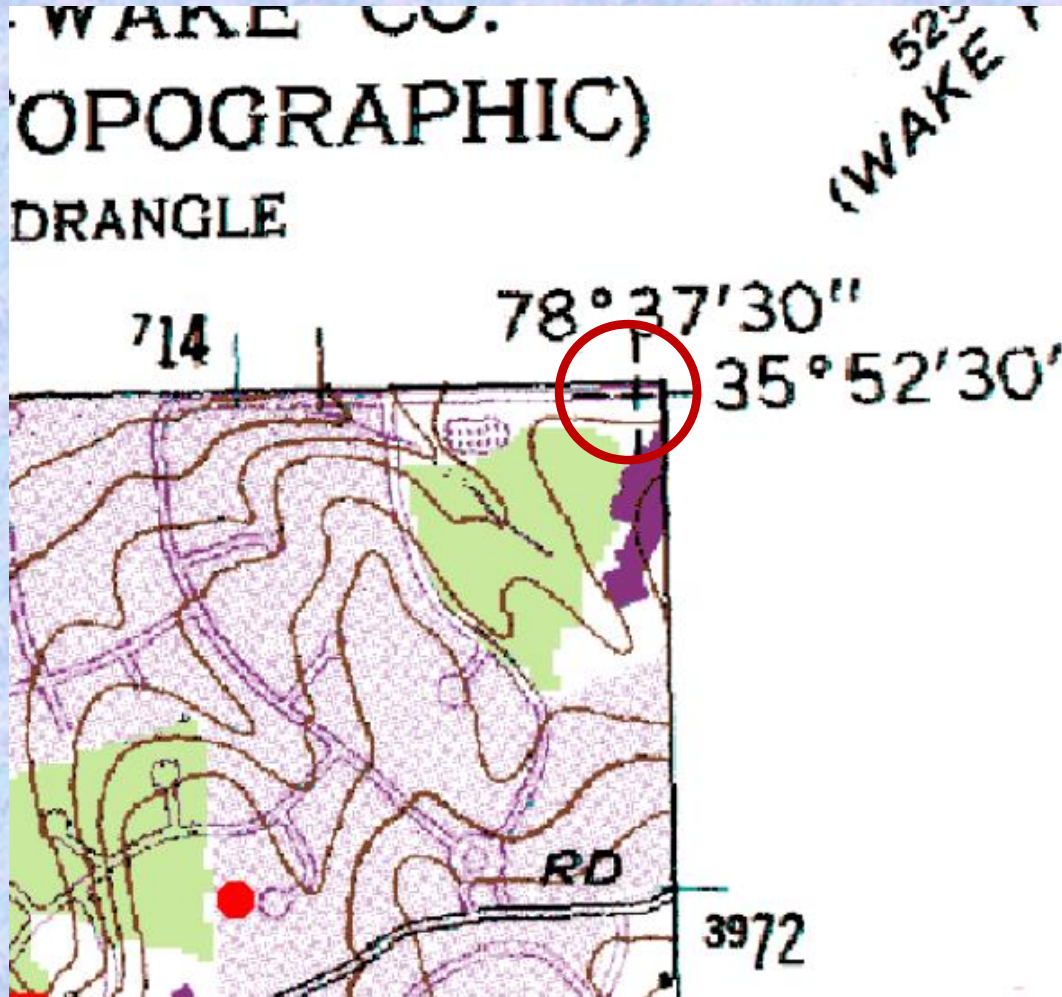 WAKE CO.
OPOGRAPHIC)
DRANGLE
(WAKE
714
78°37'30"
35°52'30'
RD
3972